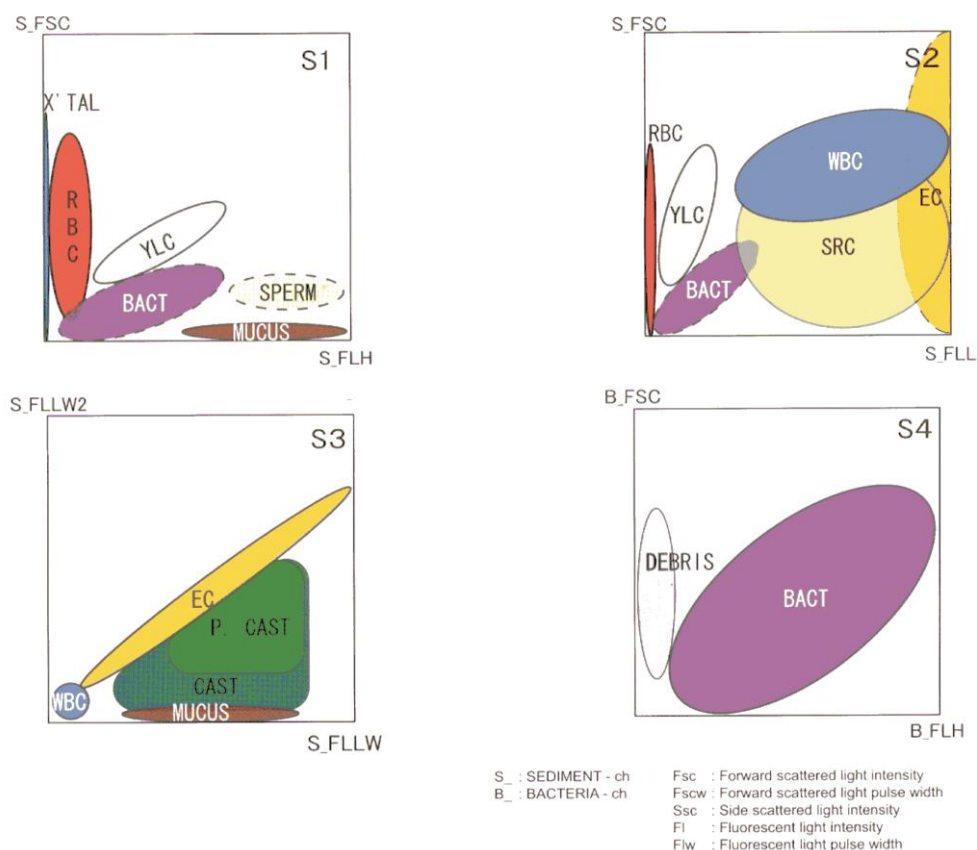 S_FSC
S1
X' TAL
R
B
C
YLC
BACT
SPERM
MUCUS
S_FLH
S_FSC
S2
RBC
WBC
YLC
EC
SRC
BACT
S_FLL
S_FLLW2
S3
EC
P. CAST
CAST
WBC
MUCUS
S_FLLW
B_FSC
S4
DEBRIS
BACT
B_FLH
S_ : SEDIMENT - ch
B_ : BACTERIA - ch
Fsc : Forward scattered light intensity
Fscw : Forward scattered light pulse width
Ssc : Side scattered light intensity
Fl : Fluorescent light intensity
Flw : Fluorescent light pulse width